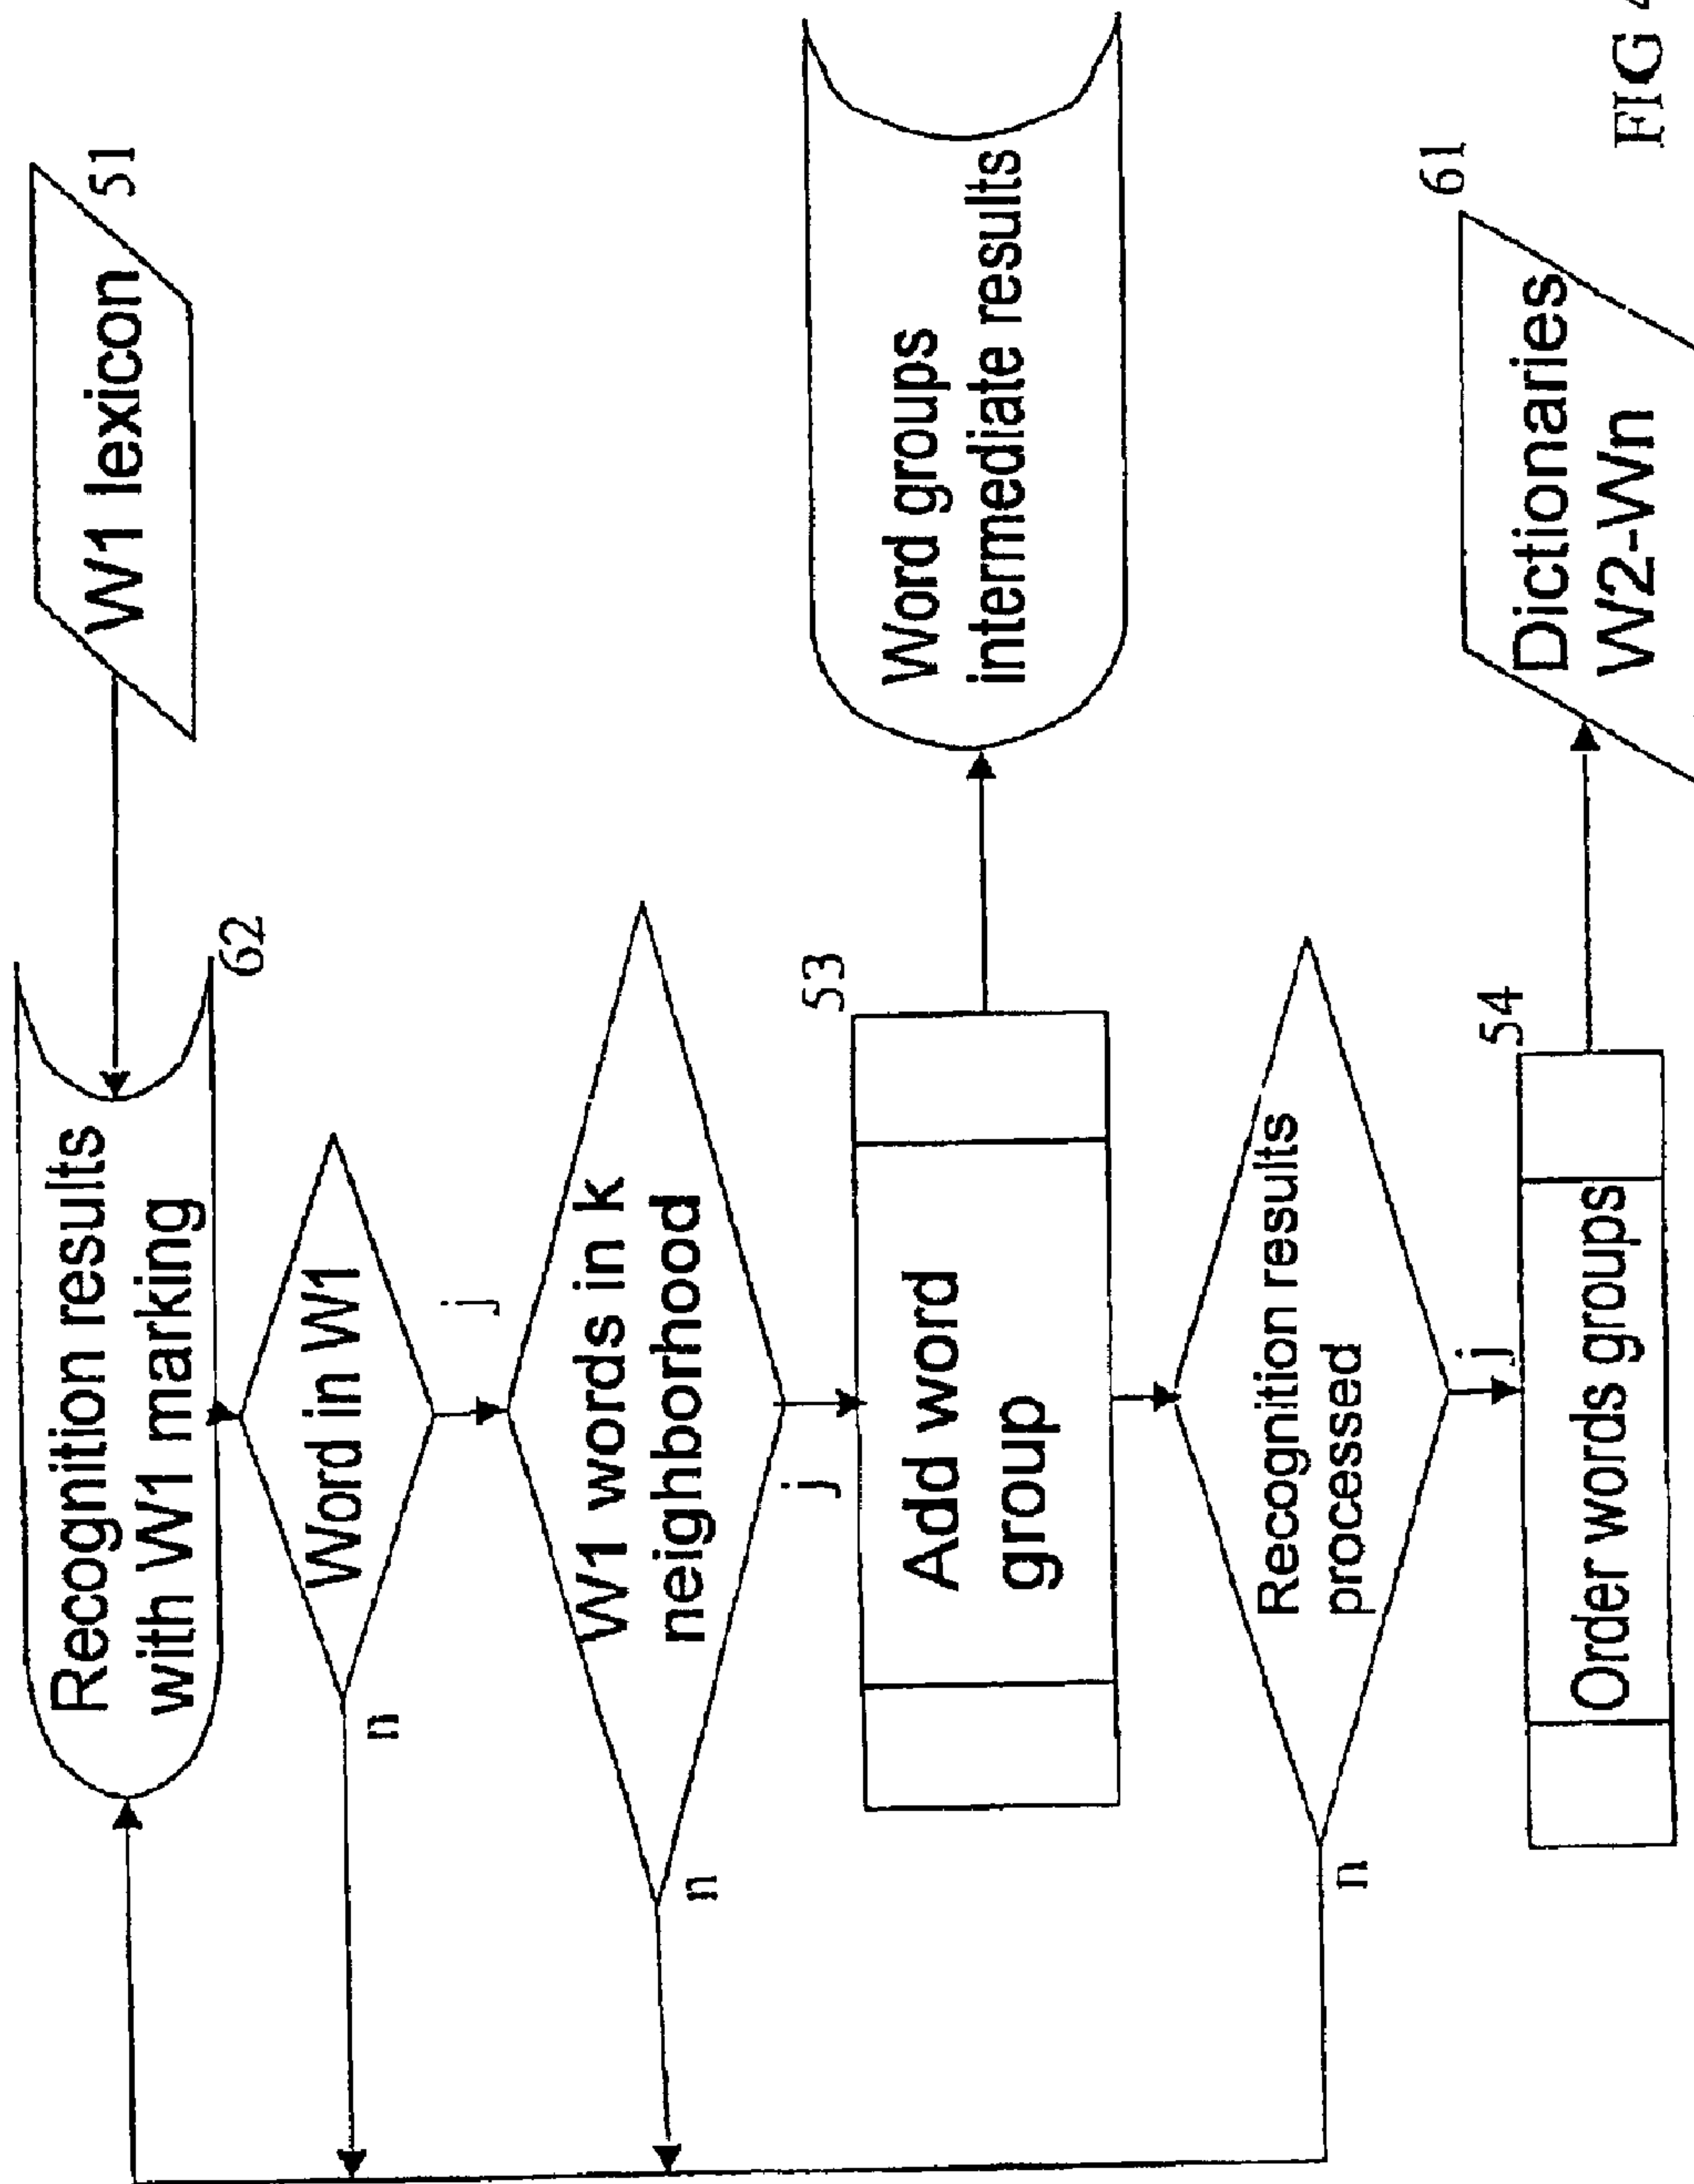 W1 lexicon
51
Recognition results
with W1 marking
62
Word in W1
n
j
W1 words in k
neighborhood
n
j
53
Add word
group
Word groups
intermediate results
Recognition results
processed
n
j
54
Order words groups
61
Dictionaries
W2-Wn
FIG 4